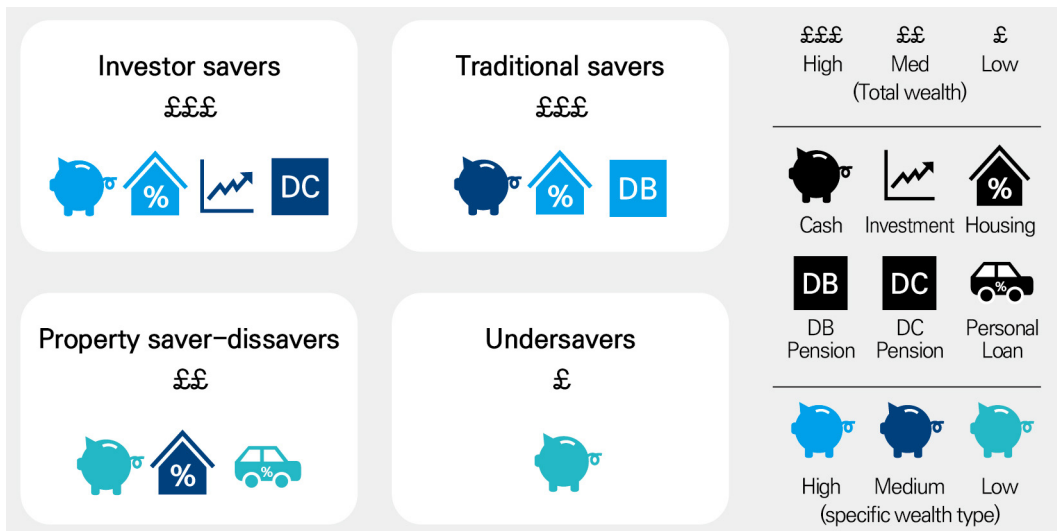 Investor savers
£££
%
DC
Traditional savers
£££
%
DB
Property saver-dissavers
££
%
%
Undersavers
£
£££ ££ £
High Med Low
(Total wealth)
%
Cash Investment Housing
DB DC %
DB Pension
DC Pension
Personal Loan
High Medium Low
(specific wealth type)